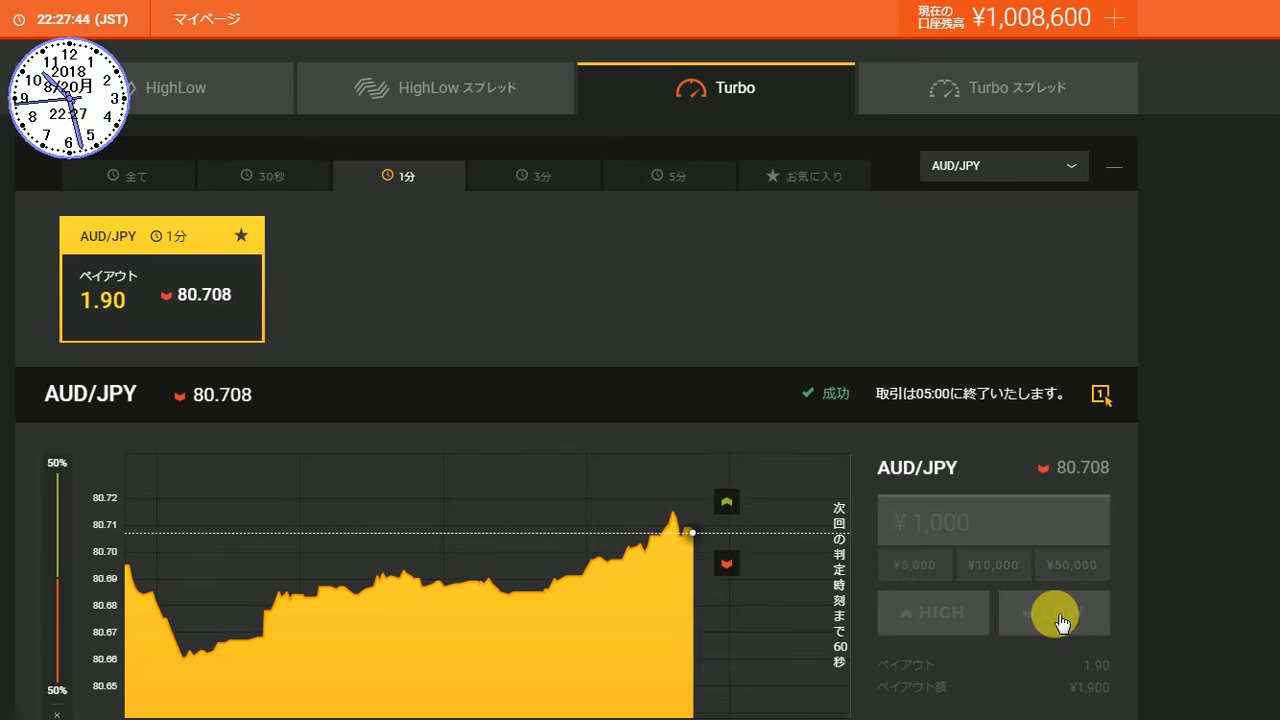 22:27:44 (JST)
マイページ
現在の
口座残高
¥1,008,600
12
11
1
10
2
9
3
8
4
7
5
6
2018
8/20月
22:27
HighLow
HighLow スプレッド
Turbo
Turbo スプレッド
全て
30秒
1分
3分
5分
お気に入り
AUD/JPY
AUD/JPY
1分
ペイアウト
1.90
80.708
AUD/JPY
80.708
成功
取引は05:00に終了いたします。
1
50%
50%
×
80.72
80.71
80.70
80.69
80.68
80.67
80.66
80.65
次回の判定時刻まで60秒
AUD/JPY
80.708
¥ 1,000
¥5,000
¥10,000
¥50,000
HIGH
LOW
ペイアウト
1.90
ペイアウト額
¥1,900